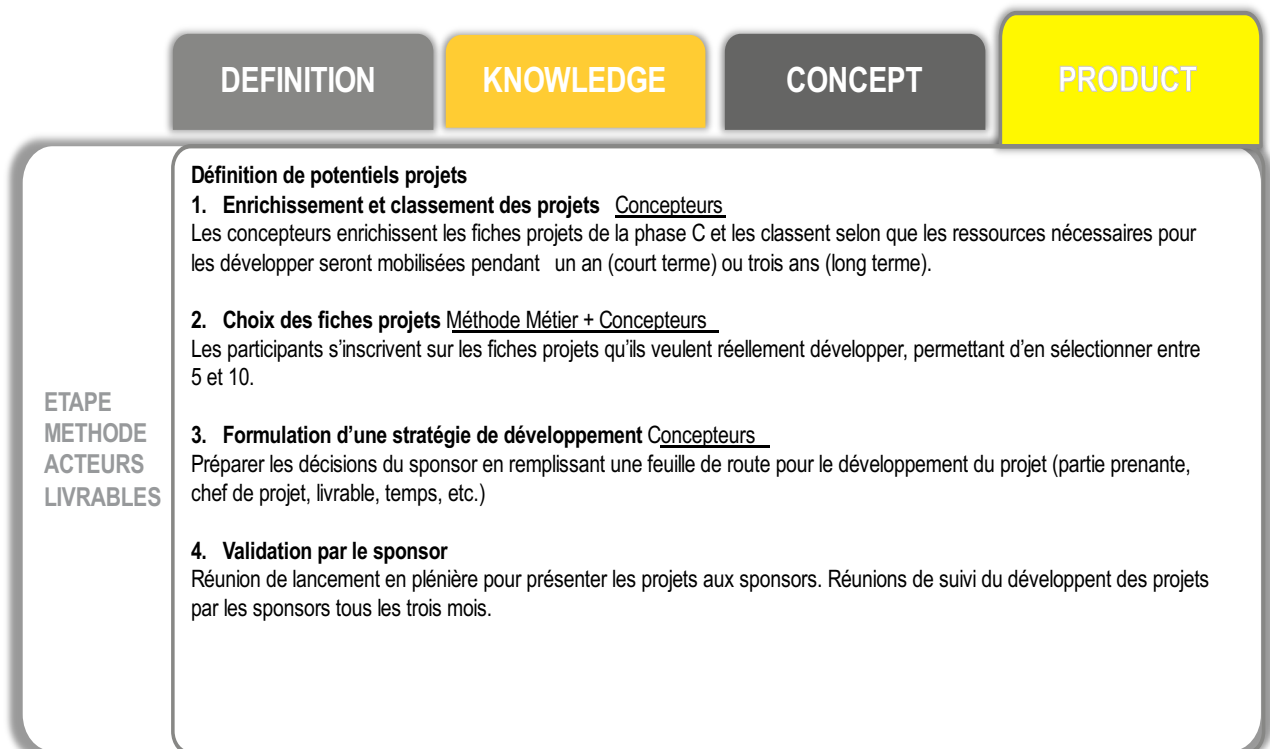 DEFINITION
KNOWLEDGE
CONCEPT
PRODUCT
ETAPE
METHODE
ACTEURS
LIVRABLES
Définition de potentiels projets
1. Enrichissement et classement des projets Concepteurs
Les concepteurs enrichissent les fiches projets de la phase C et les classent selon que les ressources nécessaires pour
les développer seront mobilisées pendant un an (court terme) ou trois ans (long terme).
2. Choix des fiches projets Méthode Métier + Concepteurs
Les participants s’inscrivent sur les fiches projets qu’ils veulent réellement développer, permettant d’en sélectionner entre
5 et 10.
3. Formulation d’une stratégie de développement Concepteurs
Préparer les décisions du sponsor en remplissant une feuille de route pour le développement du projet (partie prenante,
chef de projet, livrable, temps, etc.)
4. Validation par le sponsor
Réunion de lancement en plénière pour présenter les projets aux sponsors. Réunions de suivi du développent des projets
par les sponsors tous les trois mois.